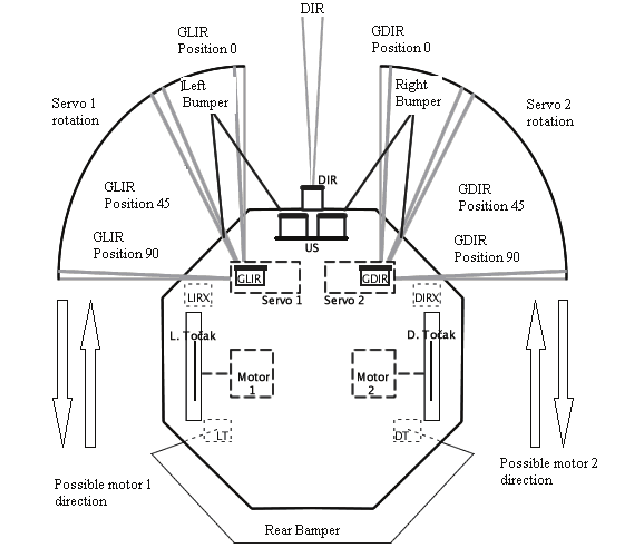 DIR
GLIR
Position 0
GDIR
Position 0
Left
Bumper
Right
Bumper
Servo 1
rotation
Servo 2
rotation
DIR
GLIR
Position 45
GDIR
Position 45
US
GLIR
Position 90
GDIR
Position 90
GLIR
GDIR
Servo 1
Servo 2
LIRX
DIRX
L. Točak
D. Točak
Motor
1
Motor
2
LT
DT
Possible motor 1
direction
Possible motor 2
direction
Rear Bamper